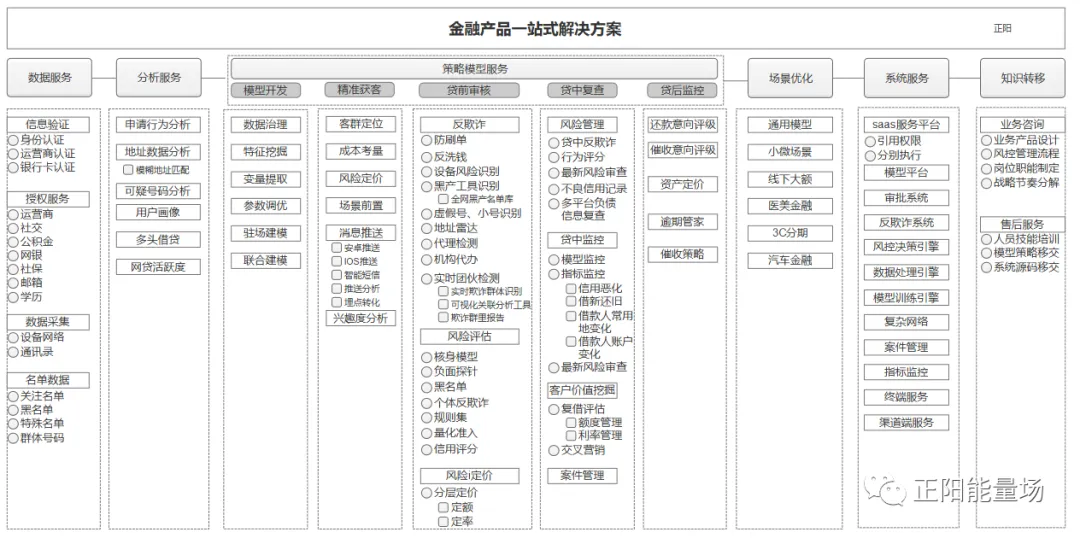 金融产品一站式解决方案
正阳
数据服务
分析服务
策略模型服务
模型开发
精准获客
贷前审核
贷中复查
贷后监控
场景优化
系统服务
知识转移
信息验证
身份认证
运营商认证
银行卡认证
授权服务
运营商
社交
公积金
网银
社保
邮箱
学历
数据采集
设备网络
通讯录
名单数据
关注名单
黑名单
特殊名单
群体号码
申请行为分析
地址数据分析
模糊地址匹配
可疑号码分析
用户画像
多头借贷
网贷活跃度
数据治理
特征挖掘
变量提取
参数调优
驻场建模
联合建模
客群定位
成本考量
风险定价
场景前置
消息推送
安卓推送
IOS推送
智能短信
推送分析
埋点转化
兴趣度分析
反欺诈
防刷单
反洗钱
设备风险识别
黑产工具识别
全网黑产名单库
虚假号、小号识别
地址雷达
代理检测
机构代办
实时团伙检测
实时欺诈群体识别
可视化关联分析工具
欺诈群里报告
风险评估
核身模型
负面探针
黑名单
个体反欺诈
规则集
量化准入
信用评分
风险i定价
分层定价
定额
定率
风险管理
贷中反欺诈
行为评分
最新风险审查
不良信用记录
多平台负债
信息复查
贷中监控
模型监控
指标监控
信用恶化
借新还旧
借款人常用
地变化
借款人账户
变化
最新风险审查
客户价值挖掘
复借评估
额度管理
利率管理
交叉营销
案件管理
还款意向评级
催收意向评级
资产定价
逾期管家
催收策略
通用模型
小微场景
线下大额
医美金融
3C分期
汽车金融
saas服务平台
引用权限
分别执行
模型平台
审批系统
反欺诈系统
风控决策引擎
数据处理引擎
模型训练引擎
复杂网络
案件管理
指标监控
终端服务
渠道端服务
业务咨询
业务产品设计
风控管理流程
岗位职能制定
战略节奏分解
售后服务
人员技能培训
模型策略移交
系统源码移交
正阳能量场